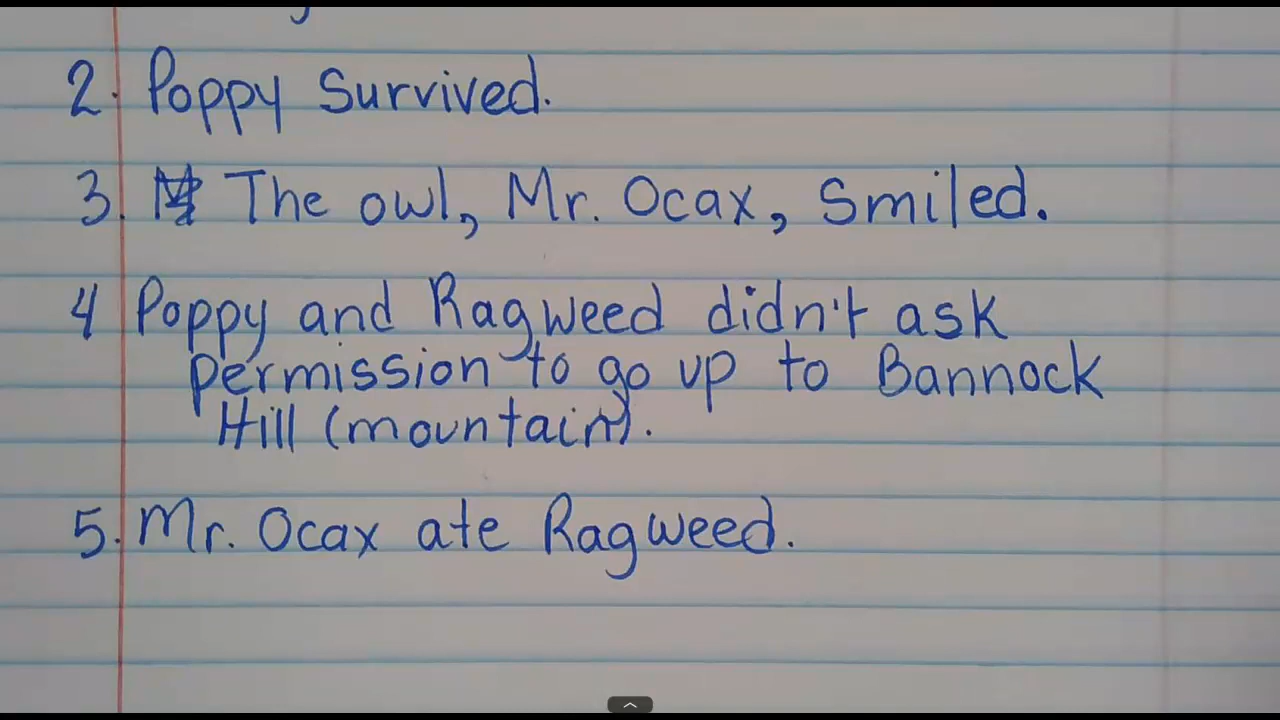 2. Poppy Survived.
3. The owl, Mr. Ocax, Smiled.
4 Poppy and Ragweed didn't ask
permission to go up to Bannock
Hill (mountain).
5. Mr. Ocax ate Ragweed.